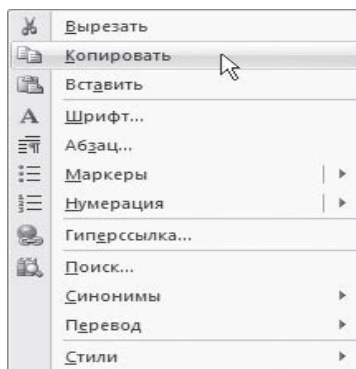 Вырезать
Копировать
Вставить
Шрифт...
Абзац...
Маркеры
Нумерация
Гиперссылка...
Поиск...
Синонимы
Перевод
Стили